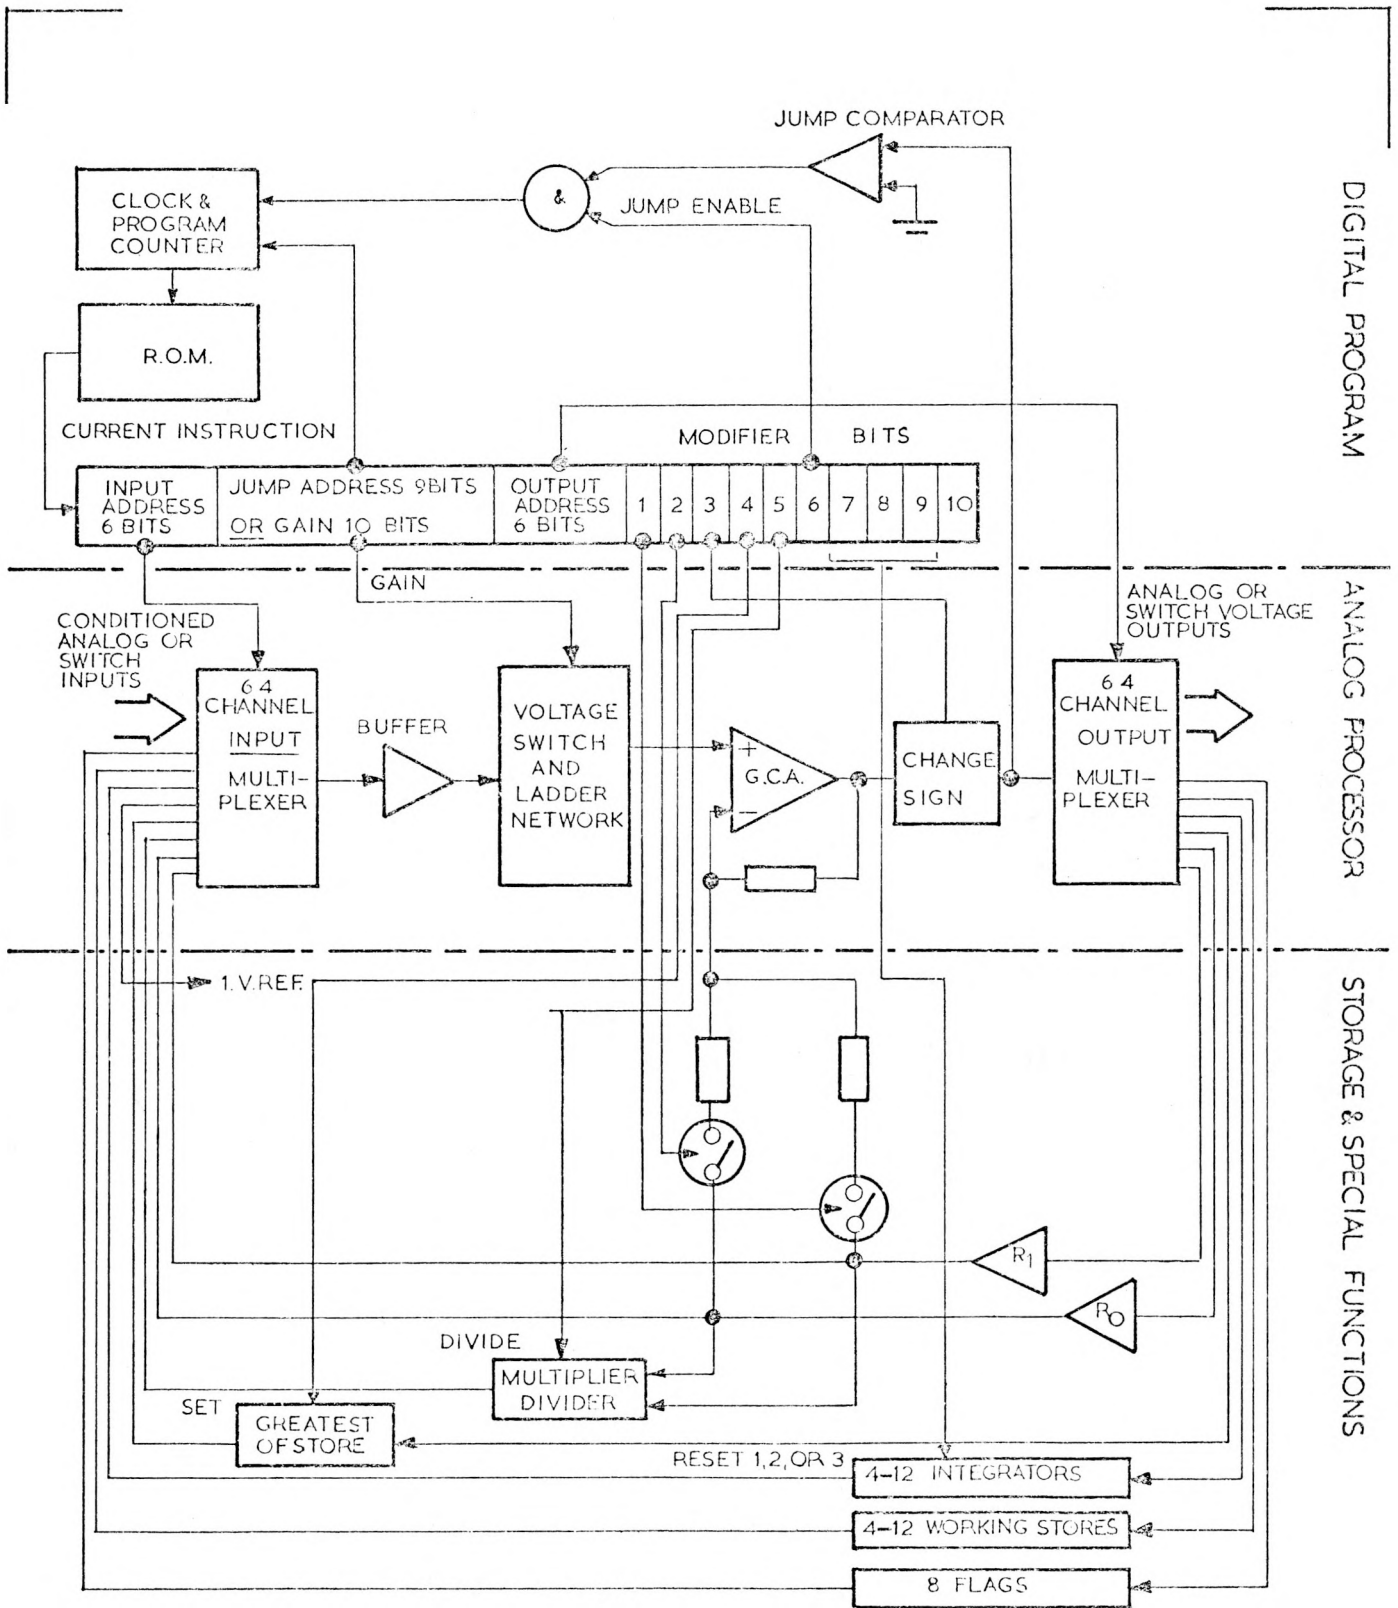 JUMP COMPARATOR
CLOCK &
PROGRAM
COUNTER
&
JUMP ENABLE
R.O.M.
DIGITAL PROGRAM
CURRENT INSTRUCTION
MODIFIER BITS
INPUT
ADDRESS
6 BITS
JUMP ADDRESS 9BITS
OR GAIN 10 BITS
OUTPUT
ADDRESS
6 BITS
1 2 3 4 5 6 7 8 9 10
GAIN
CONDITIONED
ANALOG OR
SWITCH
INPUTS
ANALOG OR
SWITCH VOLTAGE
OUTPUTS
ANALOG PROCESSOR
64
CHANNEL
INPUT
MULTI-
PLEXER
BUFFER
VOLTAGE
SWITCH
AND
LADDER
NETWORK
+
G.C.A.
−
CHANGE
SIGN
64
CHANNEL
OUTPUT
MULTI-
PLEXER
1.V.REF.
STORAGE & SPECIAL FUNCTIONS
R1
RO
DIVIDE
MULTIPLIER
DIVIDER
SET
GREATEST
OF STORE
RESET 1,2,OR 3
4-12 INTEGRATORS
4-12 WORKING STORES
8 FLAGS